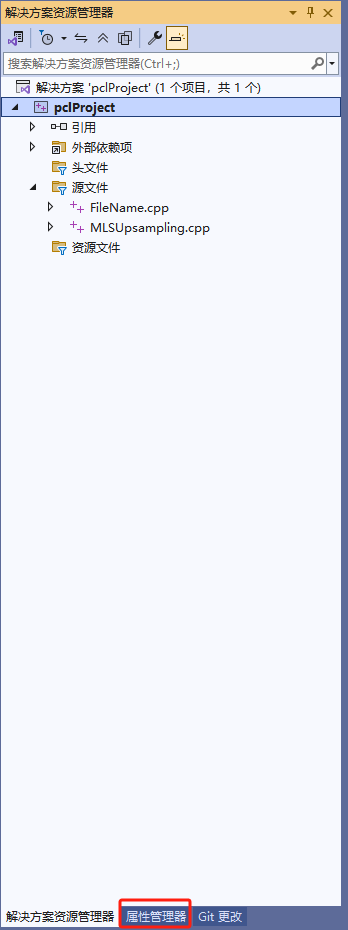 解决方案资源管理器
搜索解决方案资源管理器(Ctrl+;)
解决方案 'pclProject' (1 个项目，共 1 个)
pclProject
引用
外部依赖项
头文件
源文件
FileName.cpp
MLSUpsampling.cpp
资源文件
解决方案资源管理器 属性管理器 Git 更改